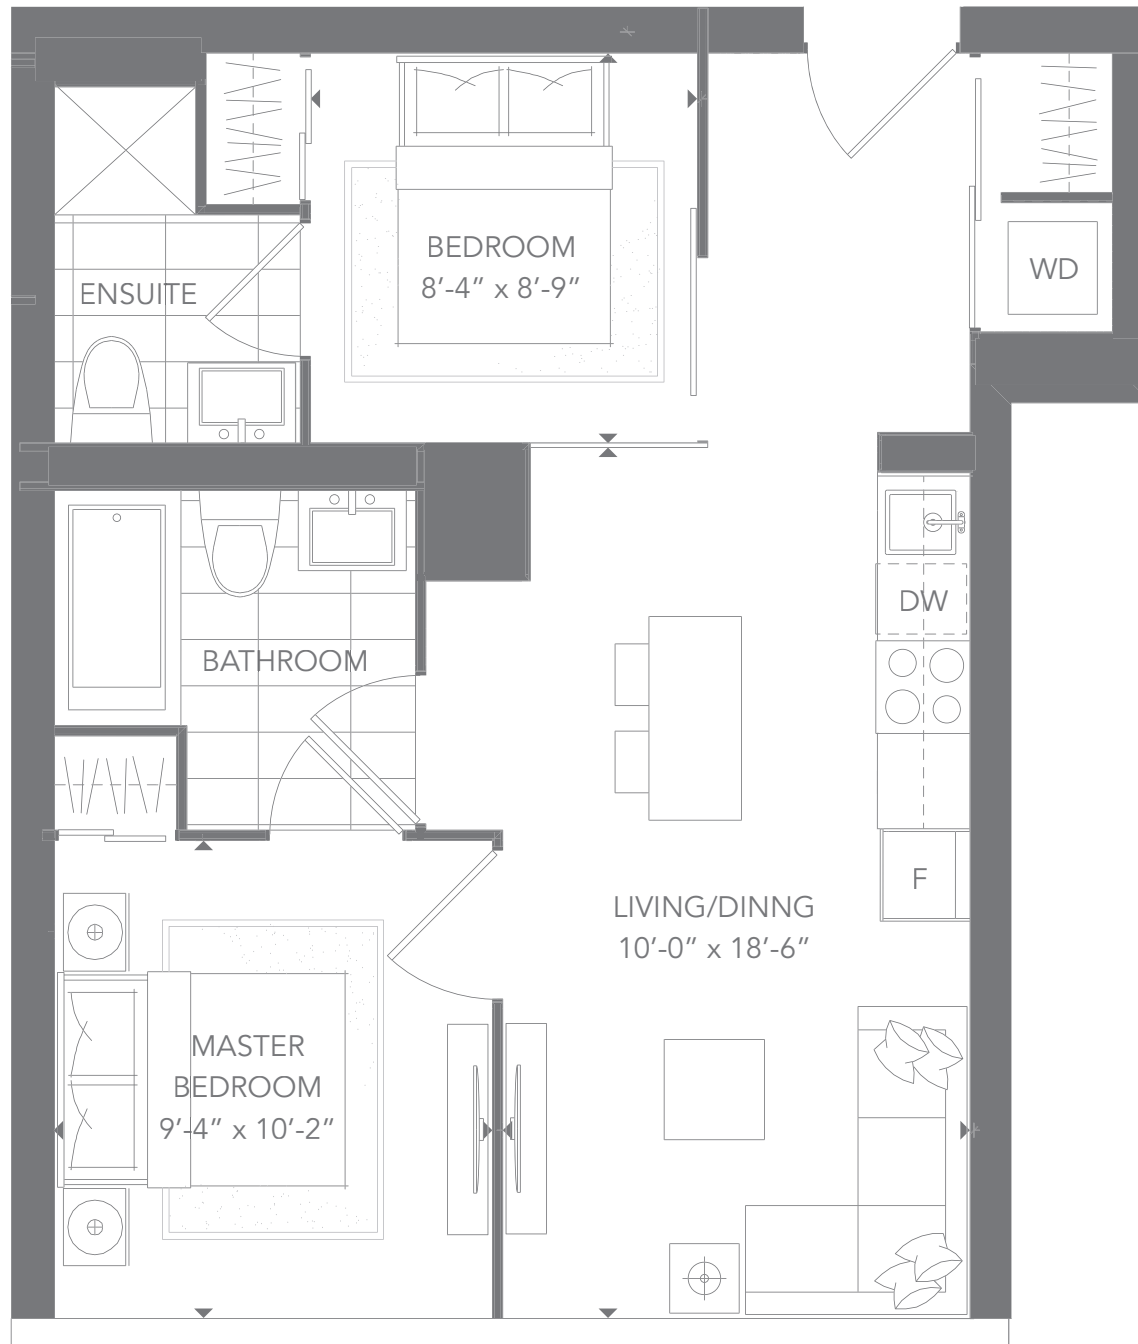 BEDROOM
8’-4” x 8’-9”
ENSUITE
WD
DW
BATHROOM
F
LIVING/DINNG
10’-0” x 18’-6”
MASTER
BEDROOM
9’-4” x 10’-2”